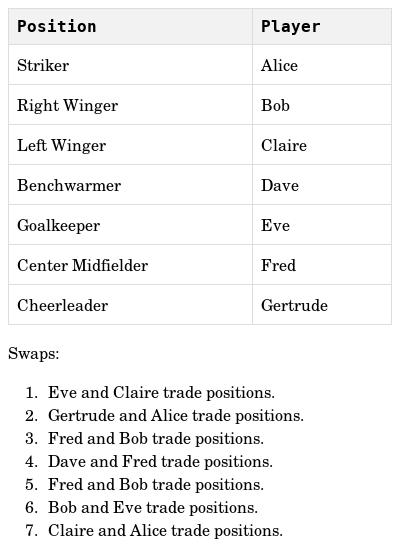 Position Player
Striker Alice
Right Winger Bob
Left Winger Claire
Benchwarmer Dave
Goalkeeper Eve
Center Midfielder Fred
Cheerleader Gertrude
Swaps:
1. Eve and Claire trade positions.
2. Gertrude and Alice trade positions.
3. Fred and Bob trade positions.
4. Dave and Fred trade positions.
5. Fred and Bob trade positions.
6. Bob and Eve trade positions.
7. Claire and Alice trade positions.